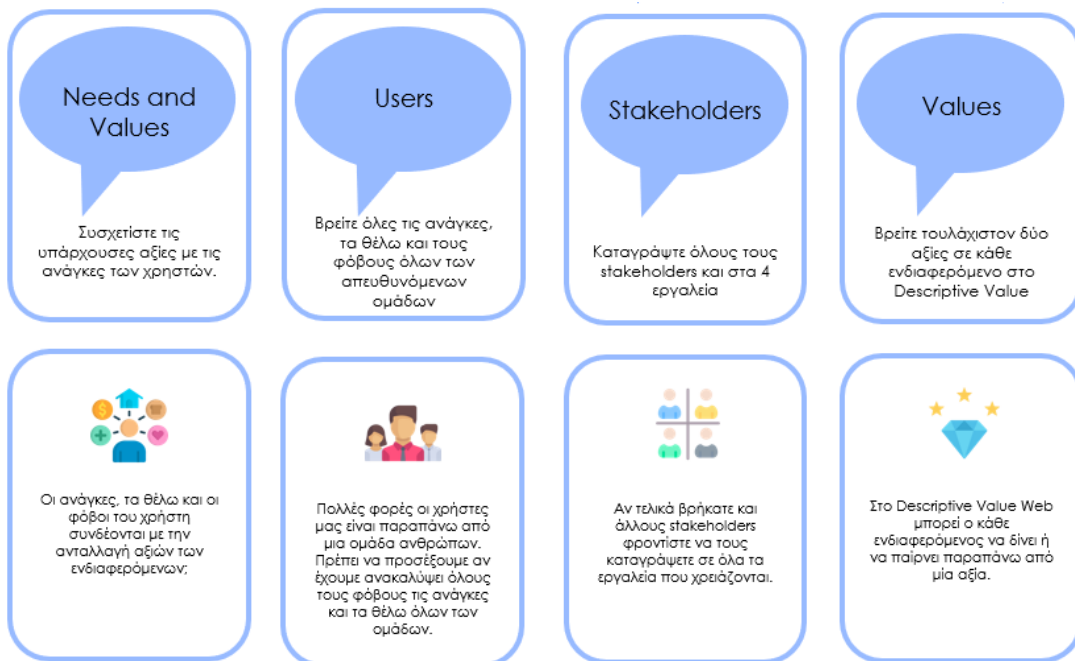 Needs and
Values
Συσχετίστε τις
υπάρχουσες αξίες με τις
ανάγκες των χρηστών.
Users
Βρείτε όλες τις ανάγκες,
τα θέλω και τους
φόβους όλων των
απευθυνόμενων
ομάδων
Stakeholders
Καταγράψτε όλους τους
stakeholders και στα 4
εργαλεία
Values
Βρείτε τουλάχιστον δύο
αξίες σε κάθε
ενδιαφερόμενο στο
Descriptive Value
Οι ανάγκες, τα θέλω και οι
φόβοι του χρήστη
συνδέονται με την
ανταλλαγή αξιών των
ενδιαφερόμενων;
Πολλές φορές οι χρήστες
μας είναι παραπάνω από
μια ομάδα ανθρώπων.
Πρέπει να προσέξουμε αν
έχουμε ανακαλύψει όλους
τους φόβους τις ανάγκες
και τα θέλω όλων των
ομάδων.
Αν τελικά βρήκατε και
άλλους stakeholders
φροντίστε να τους
καταγράψετε σε όλα τα
εργαλεία που χρειάζονται.
Στο Descriptive Value Web
μπορεί ο κάθε
ενδιαφερόμενος να δίνει ή
να παίρνει παραπάνω από
μία αξία.